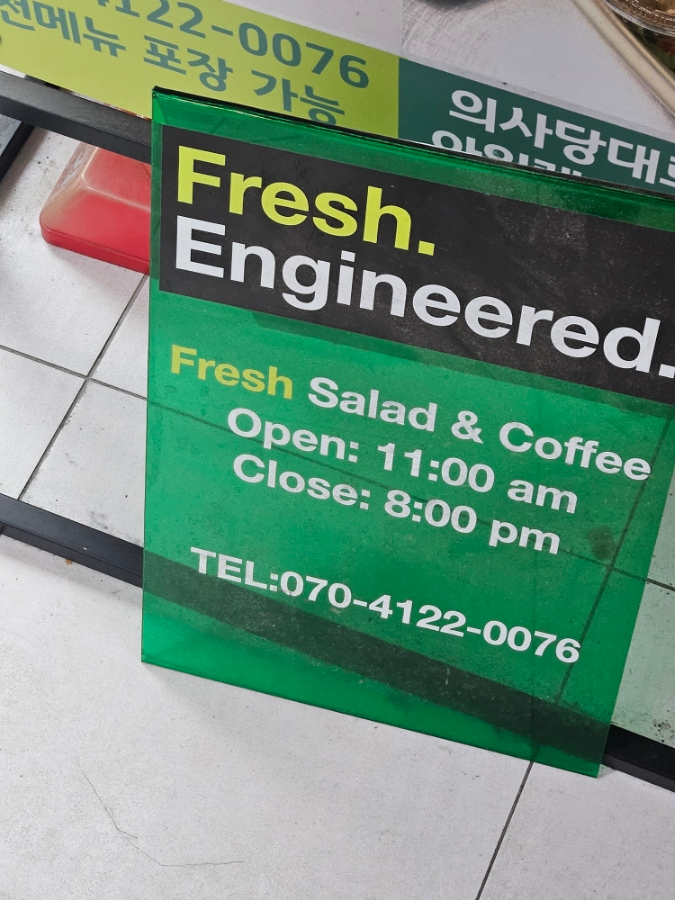 4122-0076
전메뉴 포장 가능
의사당대로
Fresh.
Engineered.
Fresh Salad & Coffee
Open: 11:00 am
Close: 8:00 pm
TEL:070-4122-0076